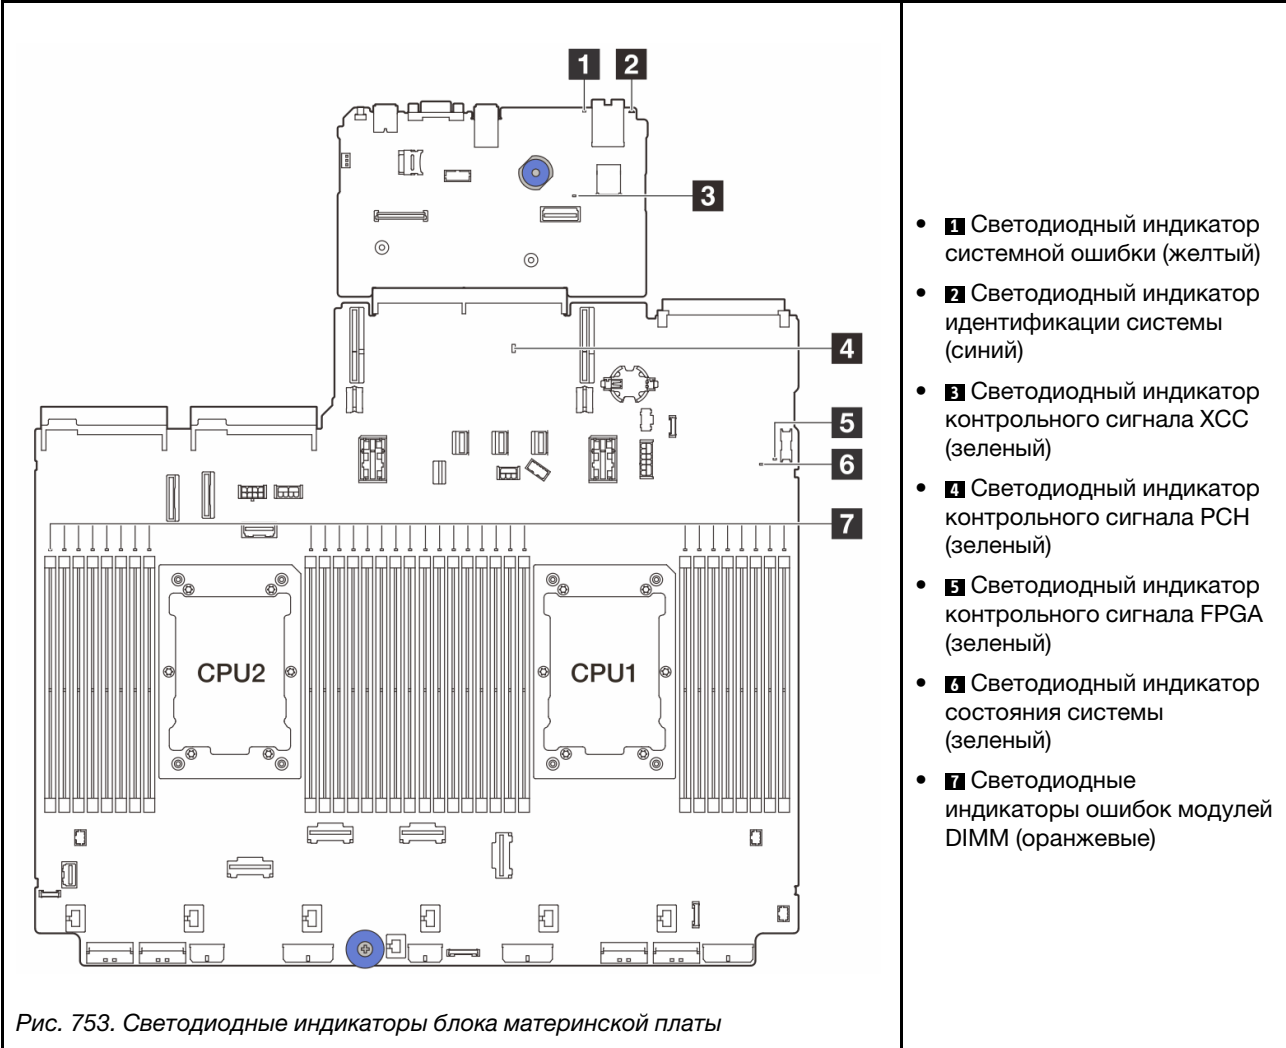 1 2
3
4
5
6
7
CPU2
CPU1
Рис. 753. Светодиодные индикаторы блока материнской платы
• 1 Светодиодный индикатор
системной ошибки (желтый)
• 2 Светодиодный индикатор
идентификации системы
(синий)
• 3 Светодиодный индикатор
контрольного сигнала XCC
(зеленый)
• 4 Светодиодный индикатор
контрольного сигнала PCH
(зеленый)
• 5 Светодиодный индикатор
контрольного сигнала FPGA
(зеленый)
• 6 Светодиодный индикатор
состояния системы
(зеленый)
• 7 Светодиодные
индикаторы ошибок модулей
DIMM (оранжевые)